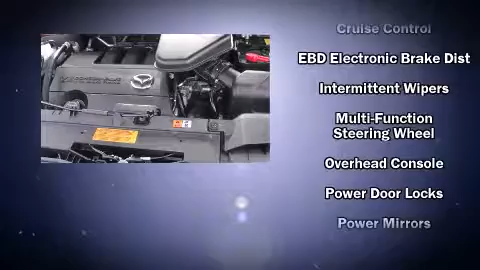 Cruise Control
EBD Electronic Brake Dist
Intermittent Wipers
Multi-Function
Steering Wheel
Overhead Console
Power Door Locks
Power Mirrors